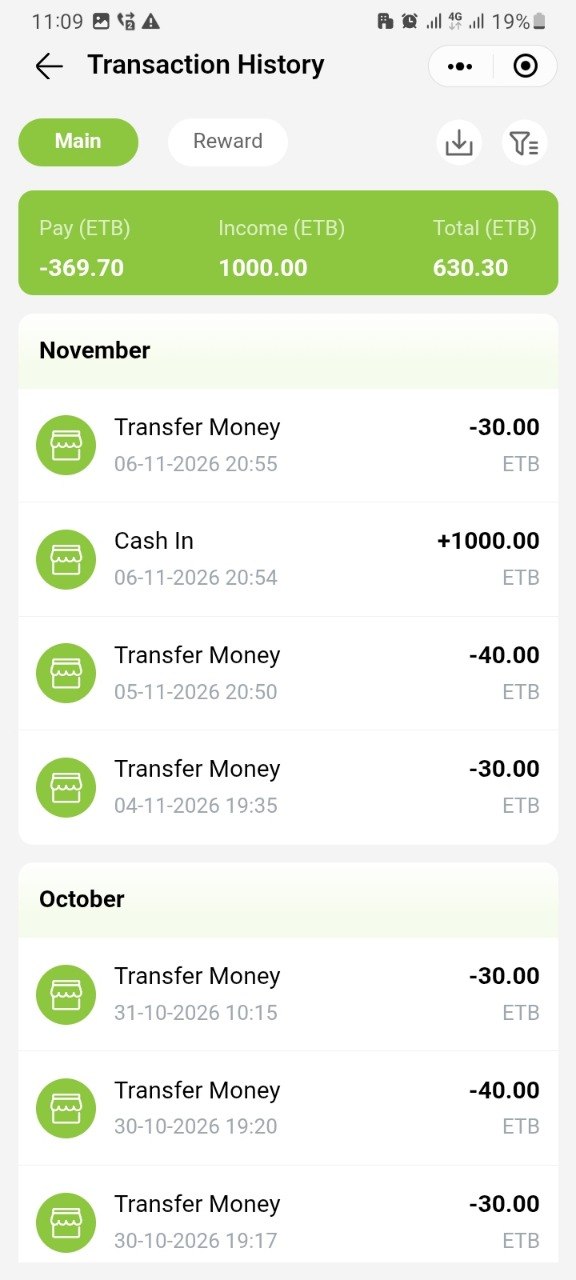 11:09 4G 19%
Transaction History
Main Reward
Pay (ETB) Income (ETB) Total (ETB)
-369.70 1000.00 630.30
November
Transfer Money -30.00
06-11-2026 20:55 ETB
Cash In +1000.00
06-11-2026 20:54 ETB
Transfer Money -40.00
05-11-2026 20:50 ETB
Transfer Money -30.00
04-11-2026 19:35 ETB
October
Transfer Money -30.00
31-10-2026 10:15 ETB
Transfer Money -40.00
30-10-2026 19:20 ETB
Transfer Money -30.00
30-10-2026 19:17 ETB